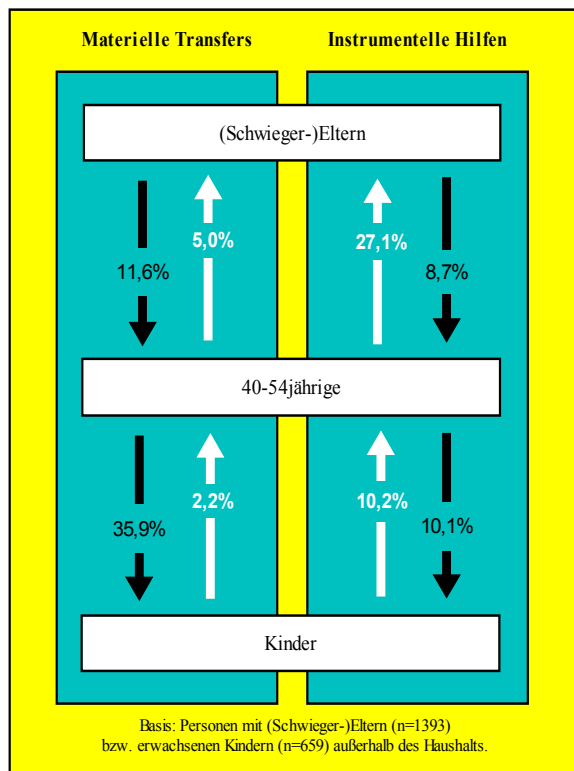 Materielle Transfers Instrumentelle Hilfen
(Schwieger-)Eltern
5,0% 27,1%
11,6% 8,7%
40-54jährige
2,2% 10,2%
35,9% 10,1%
Kinder
Basis: Personen mit (Schwieger-)Eltern (n=1393)
bzw. erwachsenen Kindern (n=659) außerhalb des Haushalts.